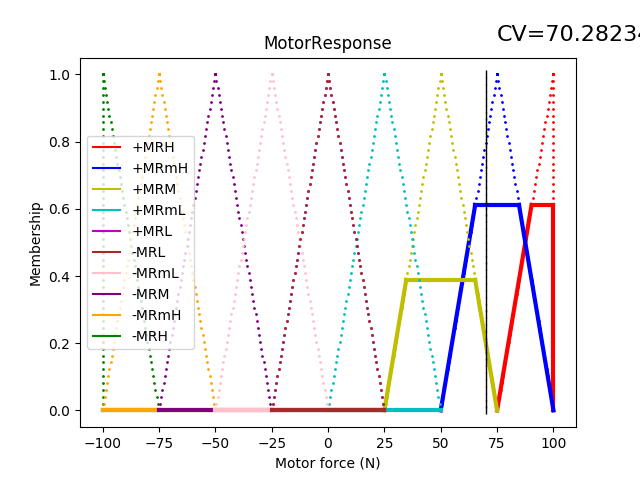 CV=70.28234
MotorResponse
1.0
0.8
0.6
0.4
0.2
0.0
Membership
+MRH
+MRmH
+MRM
+MRmL
+MRL
-MRL
-MRmL
-MRM
-MRmH
-MRH
−100
−75
−50
−25
0
25
50
75
100
Motor force (N)